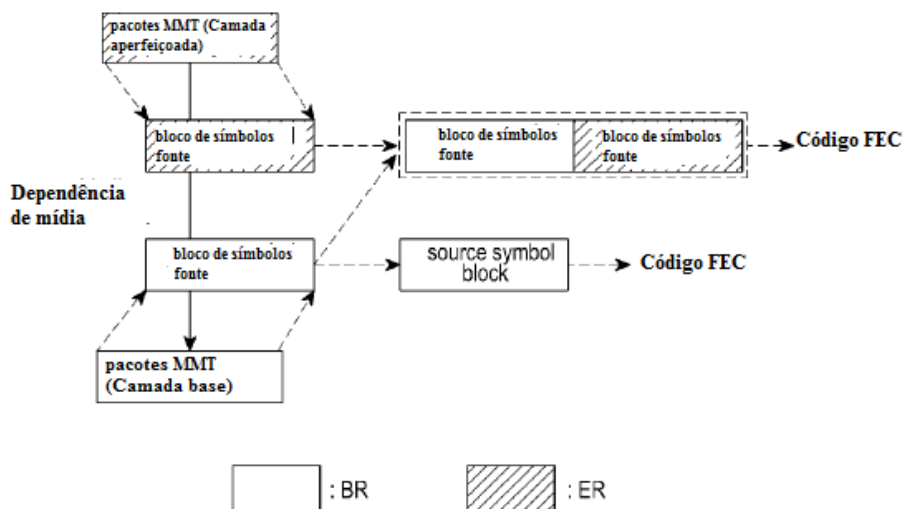 pacotes MMT (Camada
aperfeiçoada)
bloco de símbolos
fonte
bloco de símbolos
fonte
bloco de símbolos
fonte
Código FEC
Dependência
de mídia
bloco de símbolos
fonte
source symbol
block
Código FEC
pacotes MMT
(Camada base)
: BR
: ER